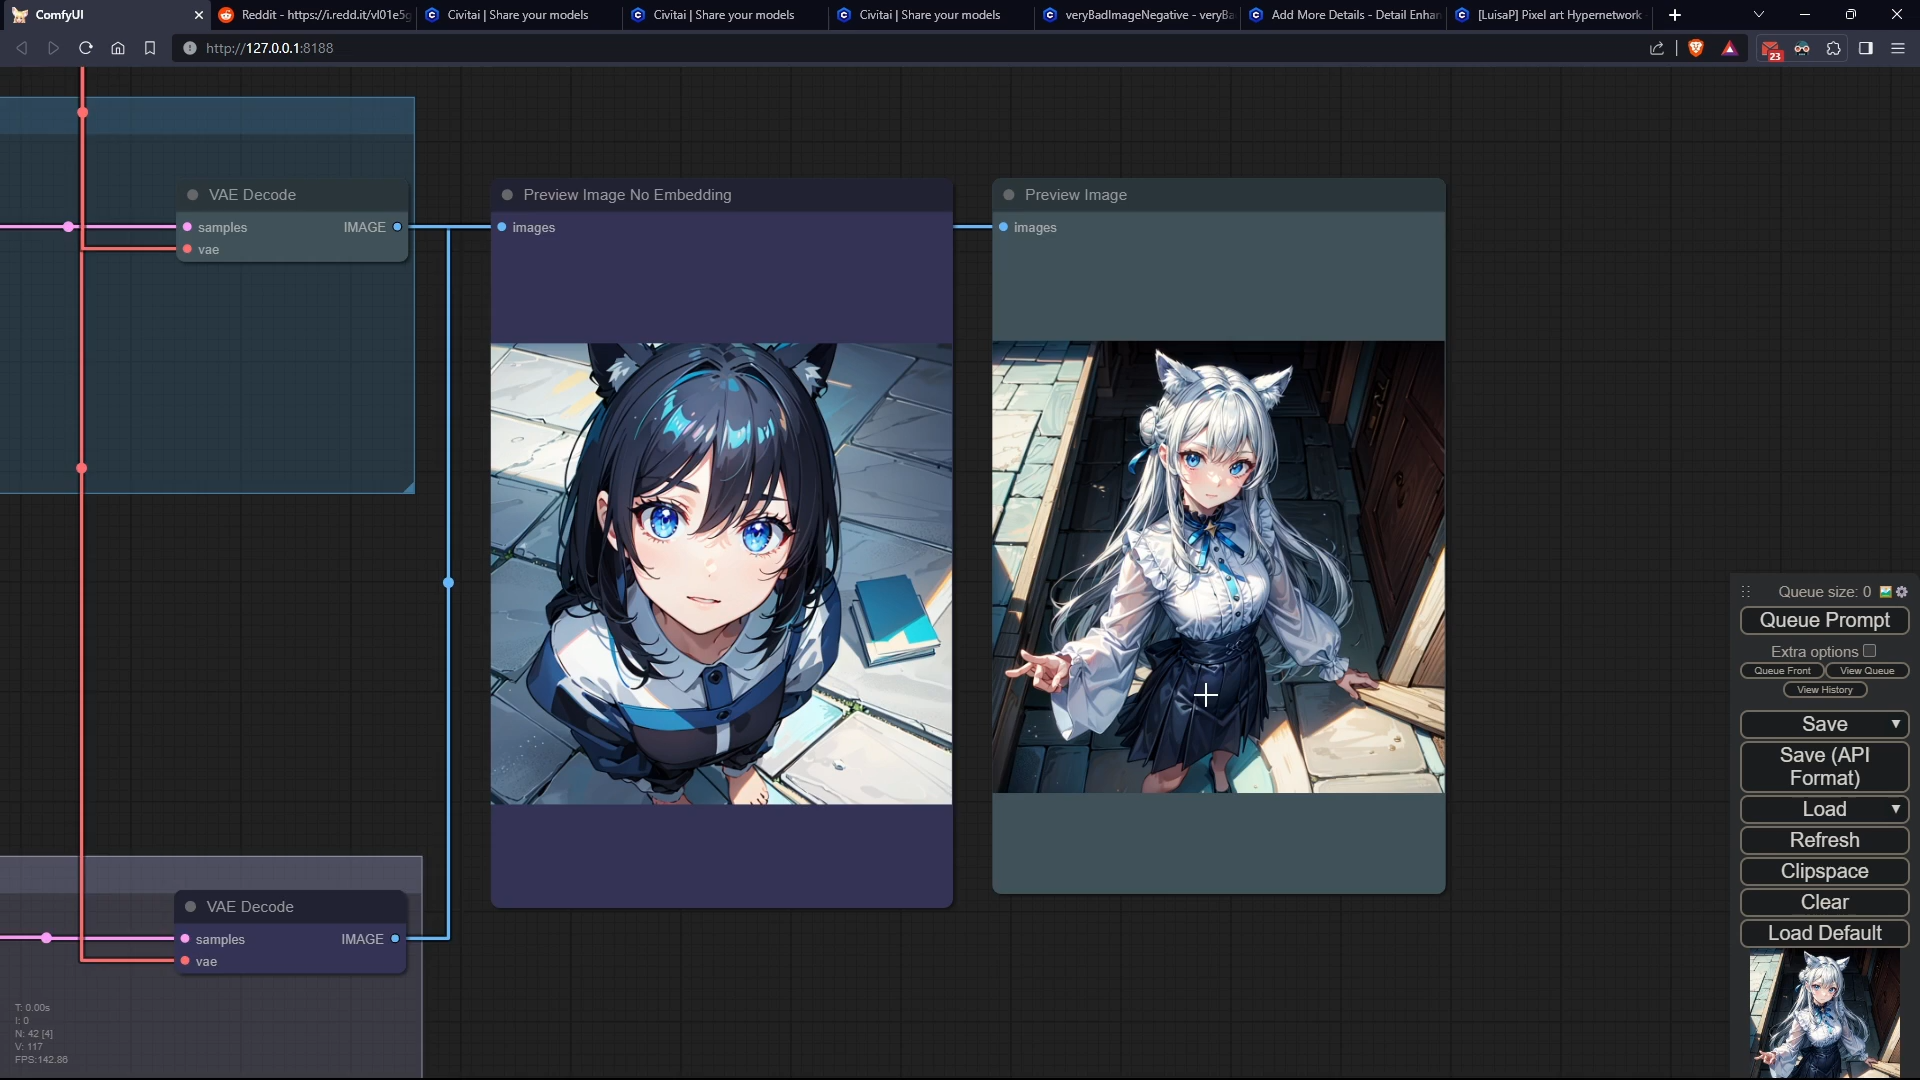 ComfyUI
Reddit - https://i.redd.it/vl01e5g
Civitai | Share your models
Civitai | Share your models
Civitai | Share your models
veryBadImageNegative - veryBa
Add More Details - Detail Enhan
[LuisaP] Pixel art Hypernetwork
http://127.0.0.1:8188
23
VAE Decode
samples
IMAGE
vae
Preview Image No Embedding
images
Preview Image
images
VAE Decode
samples
IMAGE
vae
T: 0.00s
I: 0
N: 42 [4]
V: 117
FPS:142.86
Queue size: 0
Queue Prompt
Extra options
Queue Front
View Queue
View History
Save
Save (API
Format)
Load
Refresh
Clipspace
Clear
Load Default